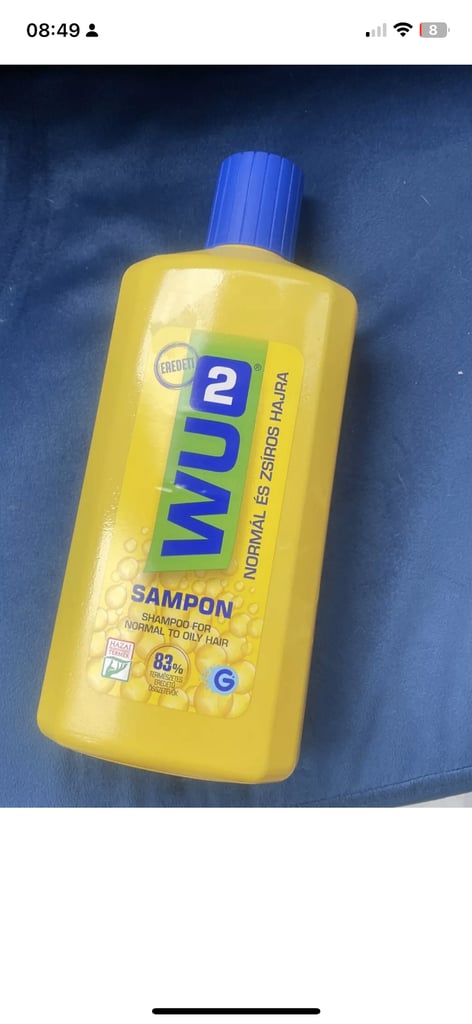 08:49
8
EREDETI
WU2®
NORMÁL ÉS ZSÍROS HAJRA
SAMPON
SHAMPOO FOR
NORMAL TO OILY HAIR
HAZAI
TERMÉK
83%
TERMÉSZETES
EREDETŰ
ÖSSZETEVŐK
G